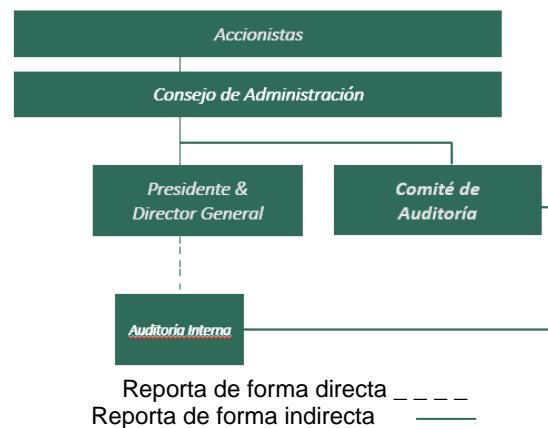 Accionistas
Consejo de Administración
Presidente &
Director General
Comité de
Auditoría
Auditoría Interna
Reporta de forma directa _ _ _ _
Reporta de forma indirecta